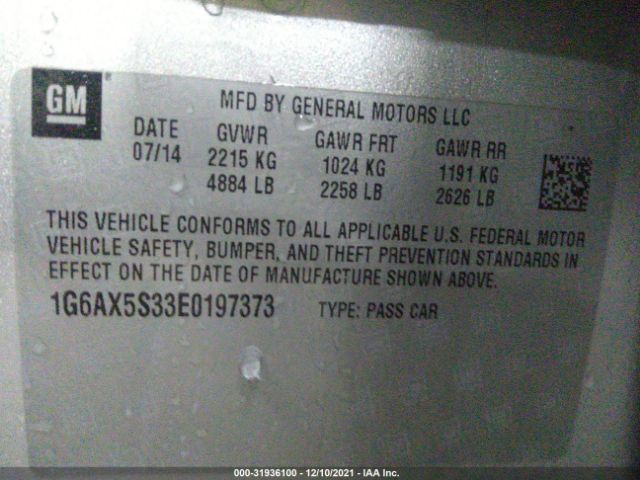 GM
MFD BY GENERAL MOTORS LLC
DATE GVWR GAWR FRT GAWR RR
07/14 2215 KG 1024 KG 1191 KG
4884 LB 2258 LB 2626 LB
THIS VEHICLE CONFORMS TO ALL APPLICABLE U.S. FEDERAL MOTOR
VEHICLE SAFETY, BUMPER, AND THEFT PREVENTION STANDARDS IN
EFFECT ON THE DATE OF MANUFACTURE SHOWN ABOVE.
1G6AX5S33E0197373 TYPE: PASS CAR
000-31936100 - 12/10/2021 - IAA Inc.